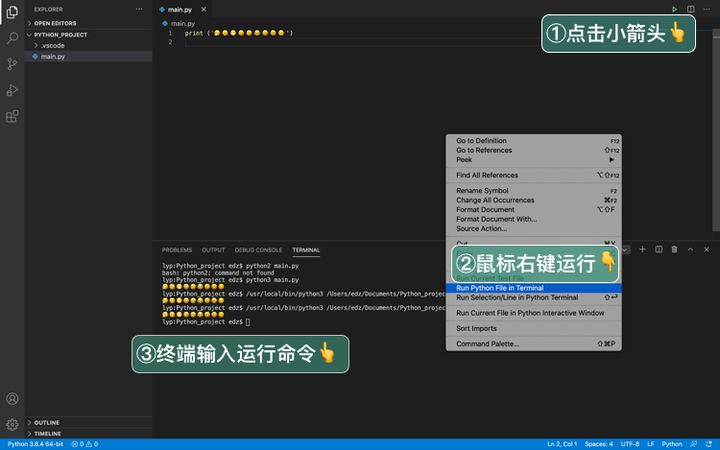 EXPLORER
OPEN EDITORS
PYTHON_PROJECT
.vscode
main.py
OUTLINE
TIMELINE
main.py
main.py
1 print ('🤔😀😁😀😀😂😀😀😀')
2
①点击小箭头👆
Go to Definition F12
Go to References ⇧F12
Peek
Find All References ⌥⇧F12
Rename Symbol F2
Change All Occurrences ⌘F2
Format Document ⌥⇧F
Format Document With...
Source Action...
Cut ⌘X
②鼠标右键运行👇
Run Current Test File
Run Python File in Terminal
Run Selection/Line in Python Terminal ⇧⏎
Run Current File in Python Interactive Window
Sort Imports
Command Palette... ⇧⌘P
PROBLEMS OUTPUT DEBUG CONSOLE TERMINAL
lyp:Python_project edz$ python2 main.py
bash: python2: command not found
lyp:Python_project edz$ python3 main.py
lyp:Python_project edz$ /usr/local/bin/python3 /Users/edz/Documents/Python_projec
lyp:Python_project edz$ /usr/local/bin/python3 /Users/edz/Documents/Python_projec
lyp:Python_project edz$
③终端输入运行命令👆
Python 3.8.4 64-bit 0 0 Ln 2, Col 1 Spaces: 4 UTF-8 LF Python